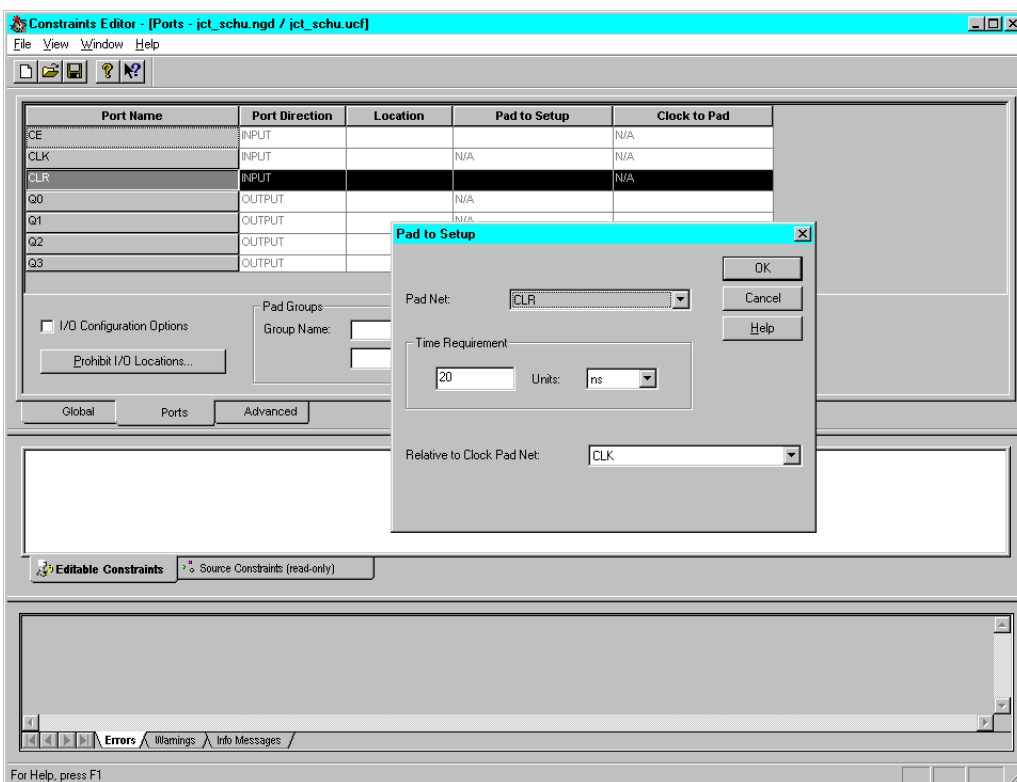 Constraints Editor - [Ports - jct_schu.ngd / jct_schu.ucf]
File View Window Help
Port Name Port Direction Location Pad to Setup Clock to Pad
CE INPUT N/A
CLK INPUT N/A N/A
CLR INPUT N/A
Q0 OUTPUT N/A
Q1 OUTPUT N/A
Q2 OUTPUT
Q3 OUTPUT
Pad to Setup
OK
Pad Net: CLR Cancel
Help
Time Requirement
20 Units: ns
Relative to Clock Pad Net: CLK
I/O Configuration Options
Prohibit I/O Locations...
Pad Groups
Group Name:
Global Ports Advanced
Editable Constraints Source Constraints (read-only)
Errors Warnings Info Messages
For Help, press F1